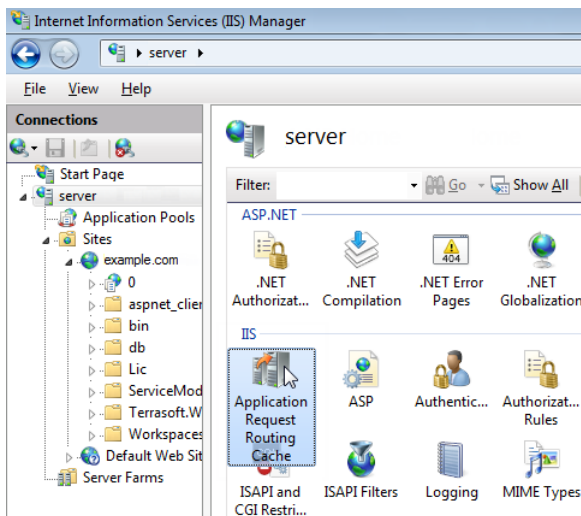 Internet Information Services (IIS) Manager
server
File View Help
Connections
Start Page
server
Application Pools
Sites
example.com
0
aspnet_clier
bin
db
Lic
ServiceMod
Terrasoft.W
Workspaces
Default Web Sit
Server Farms
server
Filter: Go Show All
ASP.NET
.NET Authorizat...
.NET Compilation
404
.NET Error Pages
.NET Globalization
IIS
Application Request Routing Cache
ASP
Authentic...
Authorizat... Rules
ISAPI and CGI Restri...
ISAPI Filters
Logging
MIME Types